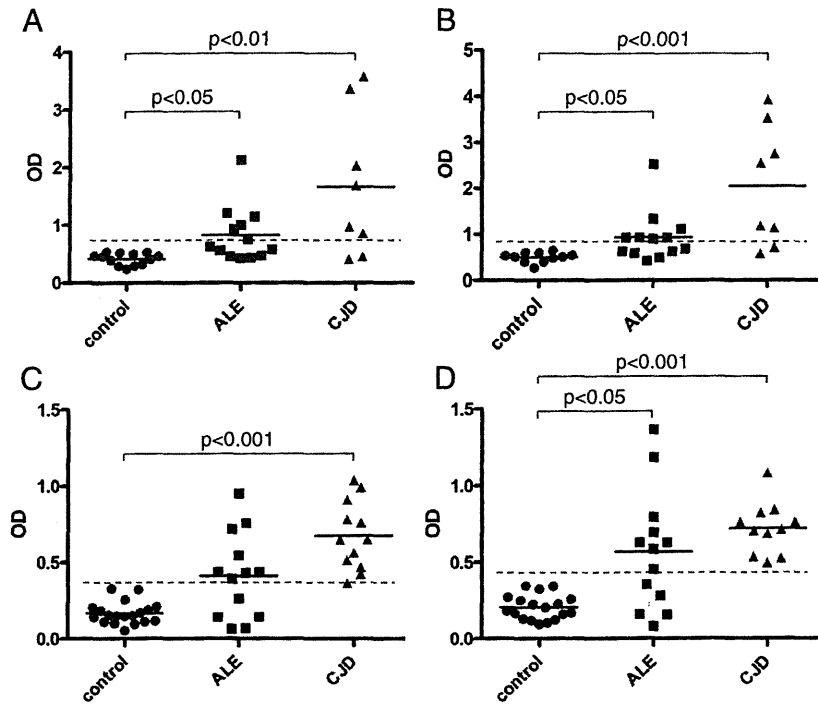 A
p<0.01
p<0.05
4
3
2
1
0
OD
control
ALE
CJD
B
p<0.001
p<0.05
5
4
3
2
1
0
OD
control
ALE
CJD
C
p<0.001
1.5
1.0
0.5
0.0
OD
control
ALE
CJD
D
p<0.001
p<0.05
1.5
1.0
0.5
0.0
OD
control
ALE
CJD